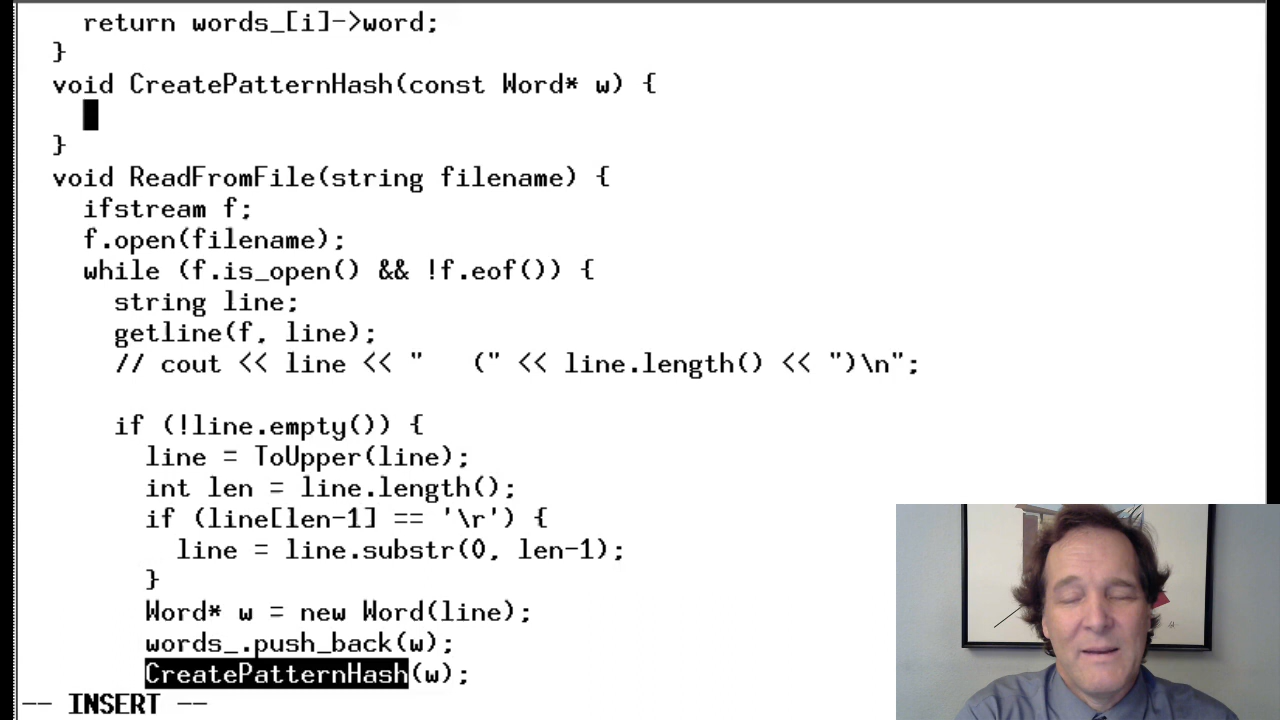 return words_[i]->word;
  }
  void CreatePatternHash(const Word* w) {
  }
  void ReadFromFile(string filename) {
    ifstream f;
    f.open(filename);
    while (f.is_open() && !f.eof()) {
      string line;
      getline(f, line);
      // cout << line << "   (" << line.length() << ")\n";
      if (!line.empty()) {
        line = ToUpper(line);
        int len = line.length();
        if (line[len-1] == '\r') {
          line = line.substr(0, len-1);
        }
        Word* w = new Word(line);
        words_.push_back(w);
        CreatePatternHash(w);
-- INSERT --